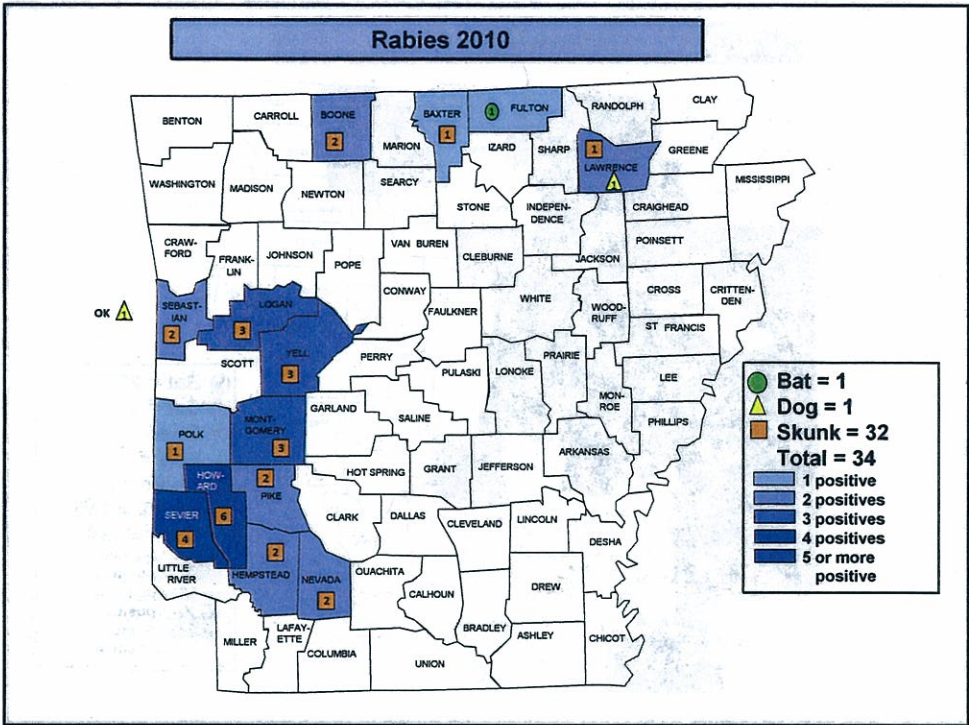 Rabies 2010
BENTON
CARROLL
BOONE
2
MARION
BAXTER
1
1
FULTON
RANDOLPH
CLAY
IZARD
SHARP
1
LAWRENCE
1
GREENE
WASHINGTON
MADISON
NEWTON
SEARCY
STONE
INDEPEN-
DENCE
CRAIGHEAD
MISSISSIPPI
CRAW-
FORD
FRANK-
LIN
JOHNSON
POPE
VAN BUREN
CLEBURNE
JACKSON
POINSETT
OK
1
SEBAST-
IAN
2
LOGAN
3
CONWAY
FAULKNER
WHITE
WOOD-
RUFF
CROSS
CRITTEN-
DEN
ST FRANCIS
SCOTT
YELL
3
PERRY
PULASKI
LONOKE
PRAIRIE
MON-
ROE
LEE
PHILLIPS
POLK
1
MONT-
GOMERY
3
GARLAND
SALINE
HOT SPRING
GRANT
JEFFERSON
ARKANSAS
HOW-
ARD
6
2
PIKE
SEVIER
4
CLARK
DALLAS
CLEVELAND
LINCOLN
DESHA
LITTLE
RIVER
2
HEMPSTEAD
NEVADA
2
OUACHITA
CALHOUN
BRADLEY
DREW
MILLER
LAFAY-
ETTE
COLUMBIA
UNION
ASHLEY
CHICOT
Bat = 1
Dog = 1
Skunk = 32
Total = 34
1 positive
2 positives
3 positives
4 positives
5 or more
positive